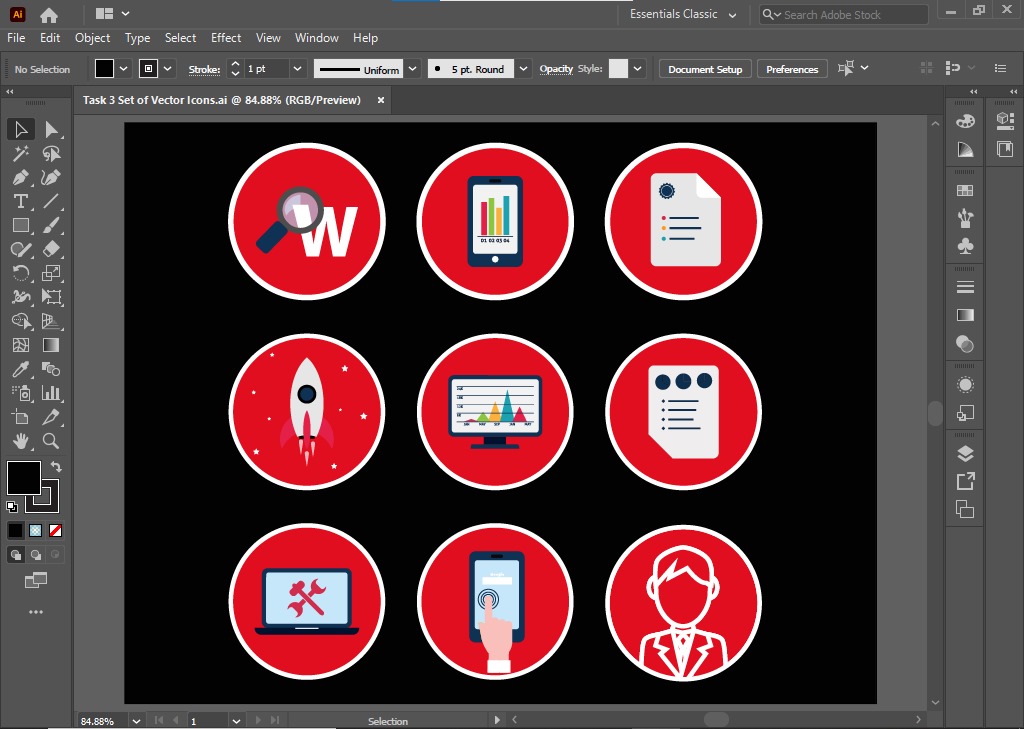 Ai
Essentials Classic
Search Adobe Stock
File Edit Object Type Select Effect View Window Help
No Selection
Stroke:
1 pt
Uniform
5 pt. Round
Opacity
Style:
Document Setup
Preferences
Task 3 Set of Vector Icons.ai @ 84.88% (RGB/Preview)
W
01 02 03 04
84.88%
1
Selection